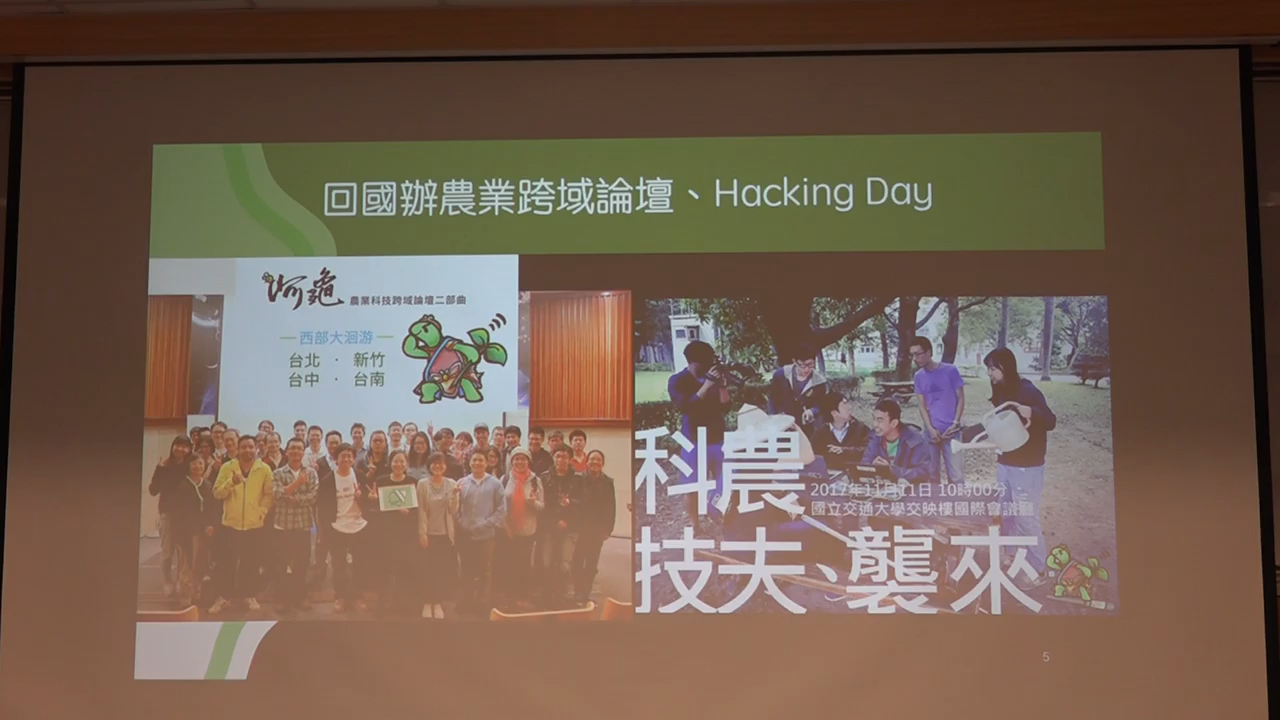 回國辦農業跨域論壇、Hacking Day
河龜 農業科技跨域論壇二部曲
西部大洄游
台北 · 新竹
台中 · 台南
科農
2017年11月11日 10時00分
國立交通大學交映樓國際會議廳
技夫、襲來
5